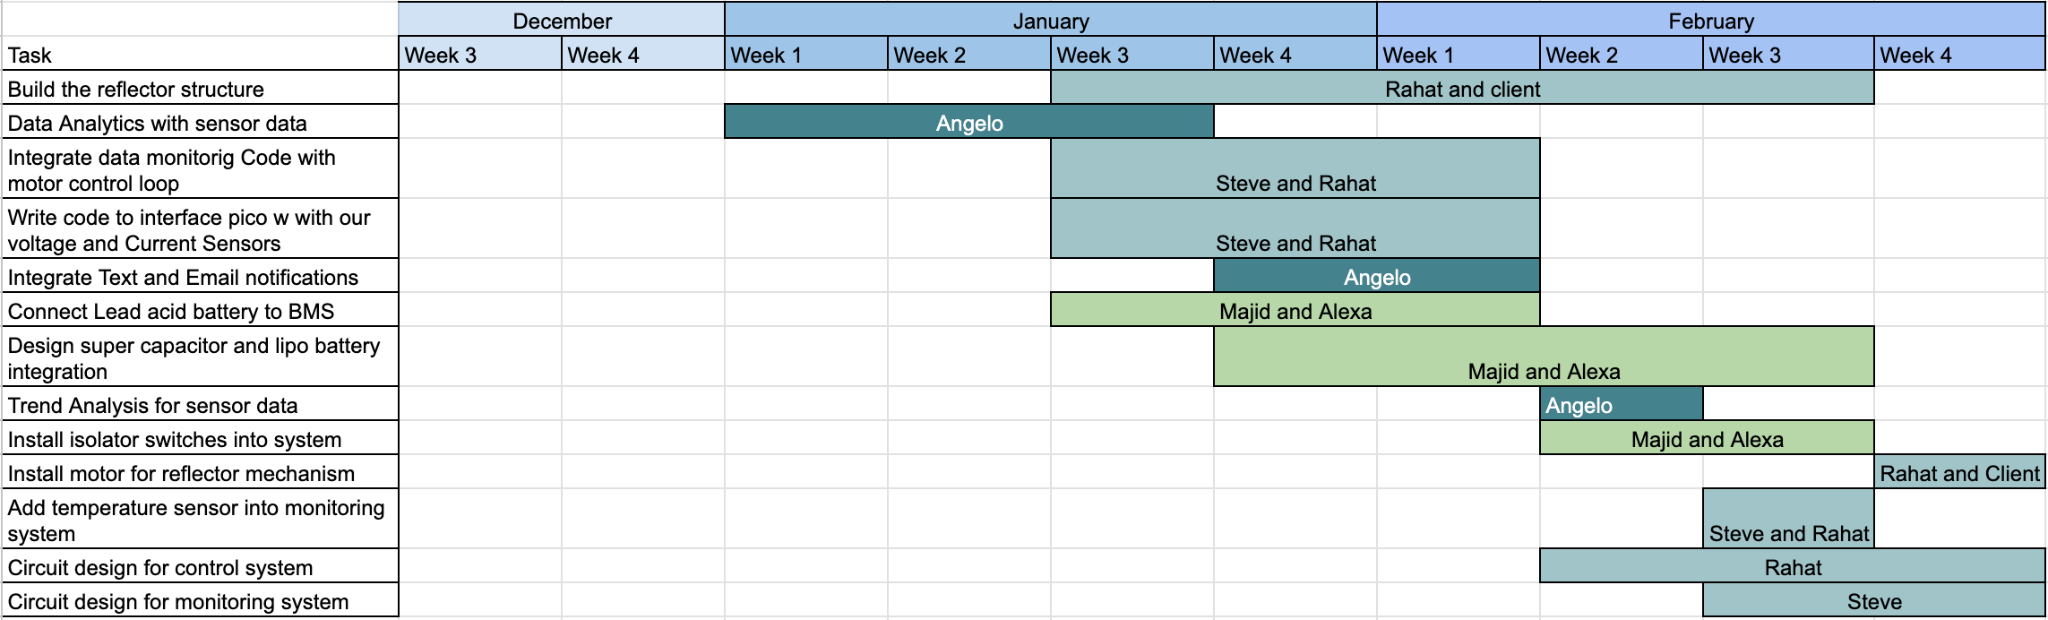 December January February
Task Week 3 Week 4 Week 1 Week 2 Week 3 Week 4 Week 1 Week 2 Week 3 Week 4
Build the reflector structure Rahat and client
Data Analytics with sensor data Angelo
Integrate data monitorig Code with
motor control loop Steve and Rahat
Write code to interface pico w with our
voltage and Current Sensors Steve and Rahat
Integrate Text and Email notifications Angelo
Connect Lead acid battery to BMS Majid and Alexa
Design super capacitor and lipo battery
integration Majid and Alexa
Trend Analysis for sensor data Angelo
Install isolator switches into system Majid and Alexa
Install motor for reflector mechanism Rahat and Client
Add temperature sensor into monitoring
system Steve and Rahat
Circuit design for control system Rahat
Circuit design for monitoring system Steve